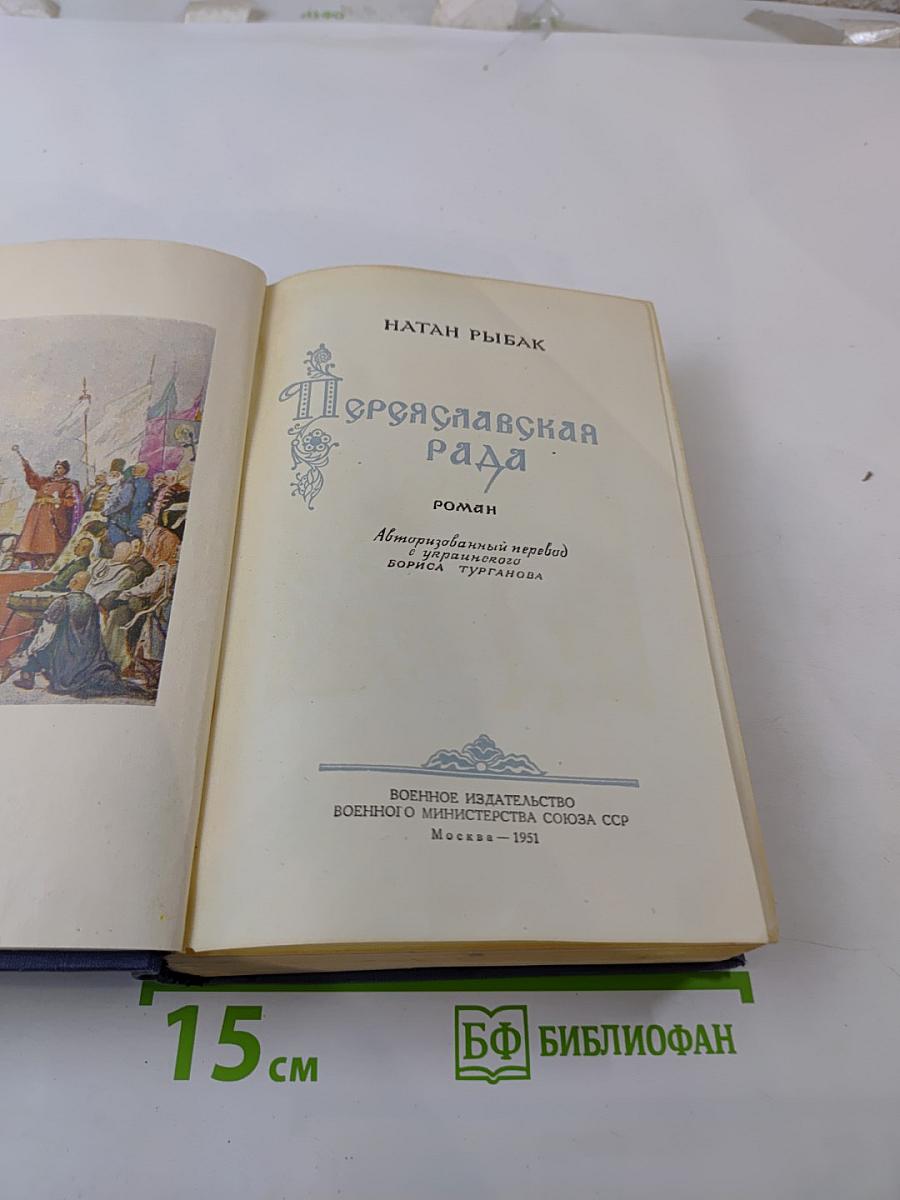 НАТАН РЫБАК
Переяславская
рада
роман
Авторизованный перевод
с украинского
БОРИСА ТУРГАНОВА
ВОЕННОЕ ИЗДАТЕЛЬСТВО
ВОЕННОГО МИНИСТЕРСТВА СОЮЗА ССР
Москва — 1951
15 см
БФ БИБЛИОФАН